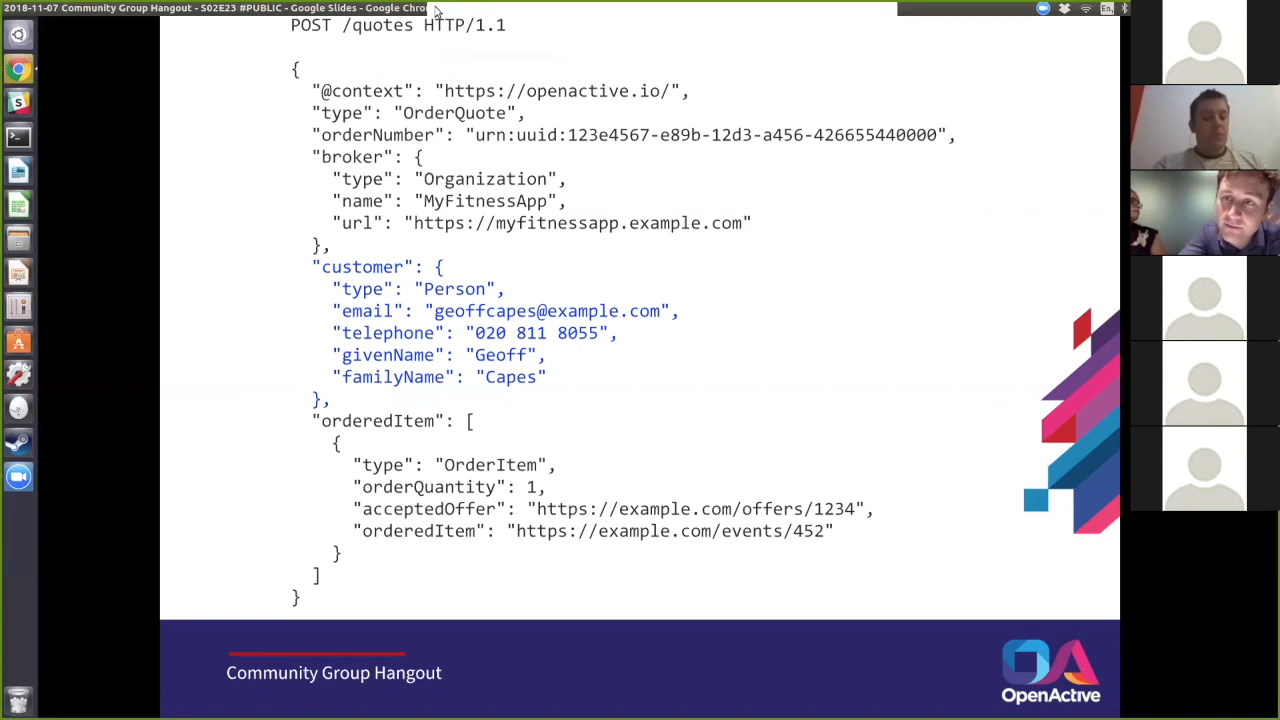 2018-11-07 Community Group Hangout - S02E23 #PUBLIC - Google Slides - Google Chro
En
POST /quotes HTTP/1.1
{
"@context": "https://openactive.io/",
"type": "OrderQuote",
"orderNumber": "urn:uuid:123e4567-e89b-12d3-a456-426655440000",
"broker": {
"type": "Organization",
"name": "MyFitnessApp",
"url": "https://myfitnessapp.example.com"
},
"customer": {
"type": "Person",
"email": "geoffcapes@example.com",
"telephone": "020 811 8055",
"givenName": "Geoff",
"familyName": "Capes"
},
"orderedItem": [
{
"type": "OrderItem",
"orderQuantity": 1,
"acceptedOffer": "https://example.com/offers/1234",
"orderedItem": "https://example.com/events/452"
}
]
}
Community Group Hangout
OpenActive